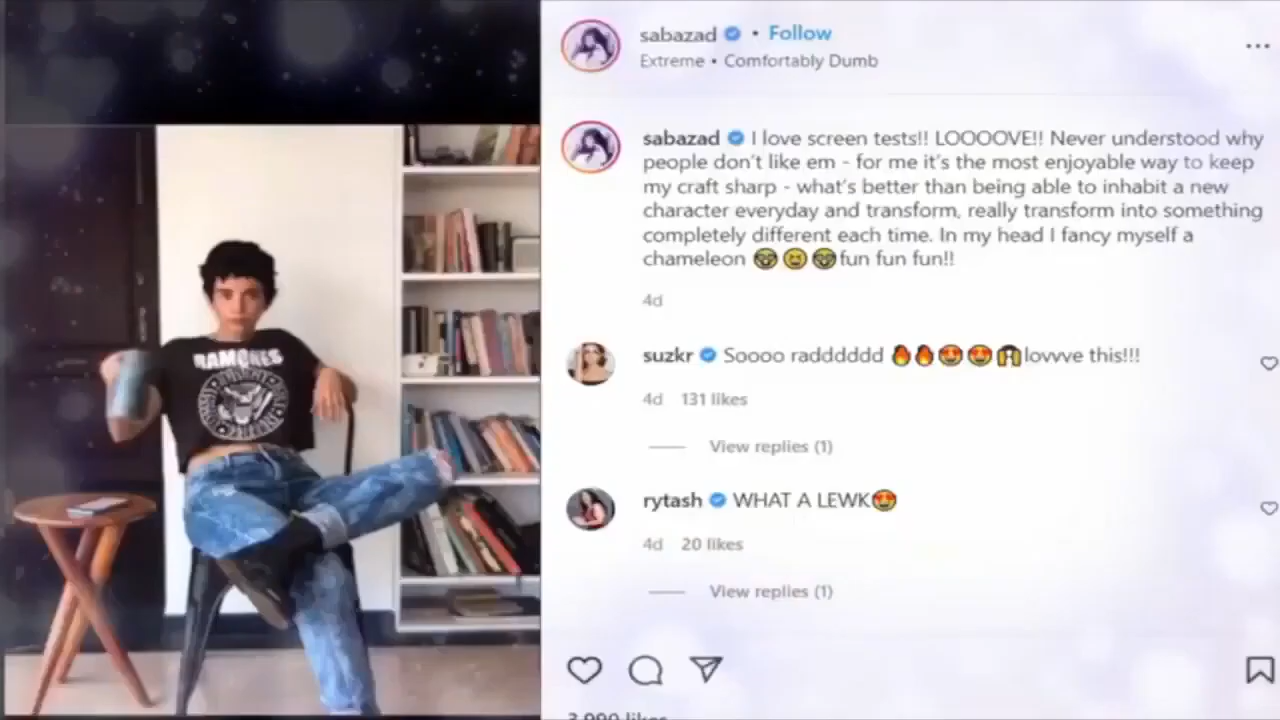 sabazad • Follow
Extreme • Comfortably Dumb
sabazad I love screen tests!! LOOOOVE!! Never understood why
people don't like em - for me it's the most enjoyable way to keep
my craft sharp - what's better than being able to inhabit a new
character everyday and transform, really transform into something
completely different each time. In my head I fancy myself a
chameleon 🤓😆🤓fun fun fun!!
4d
suzkr Soooo radddddd 🔥🔥😍😍🙌lovvve this!!!
4d 131 likes
View replies (1)
rytash WHAT A LEWK😍
4d 20 likes
View replies (1)
RAMONES